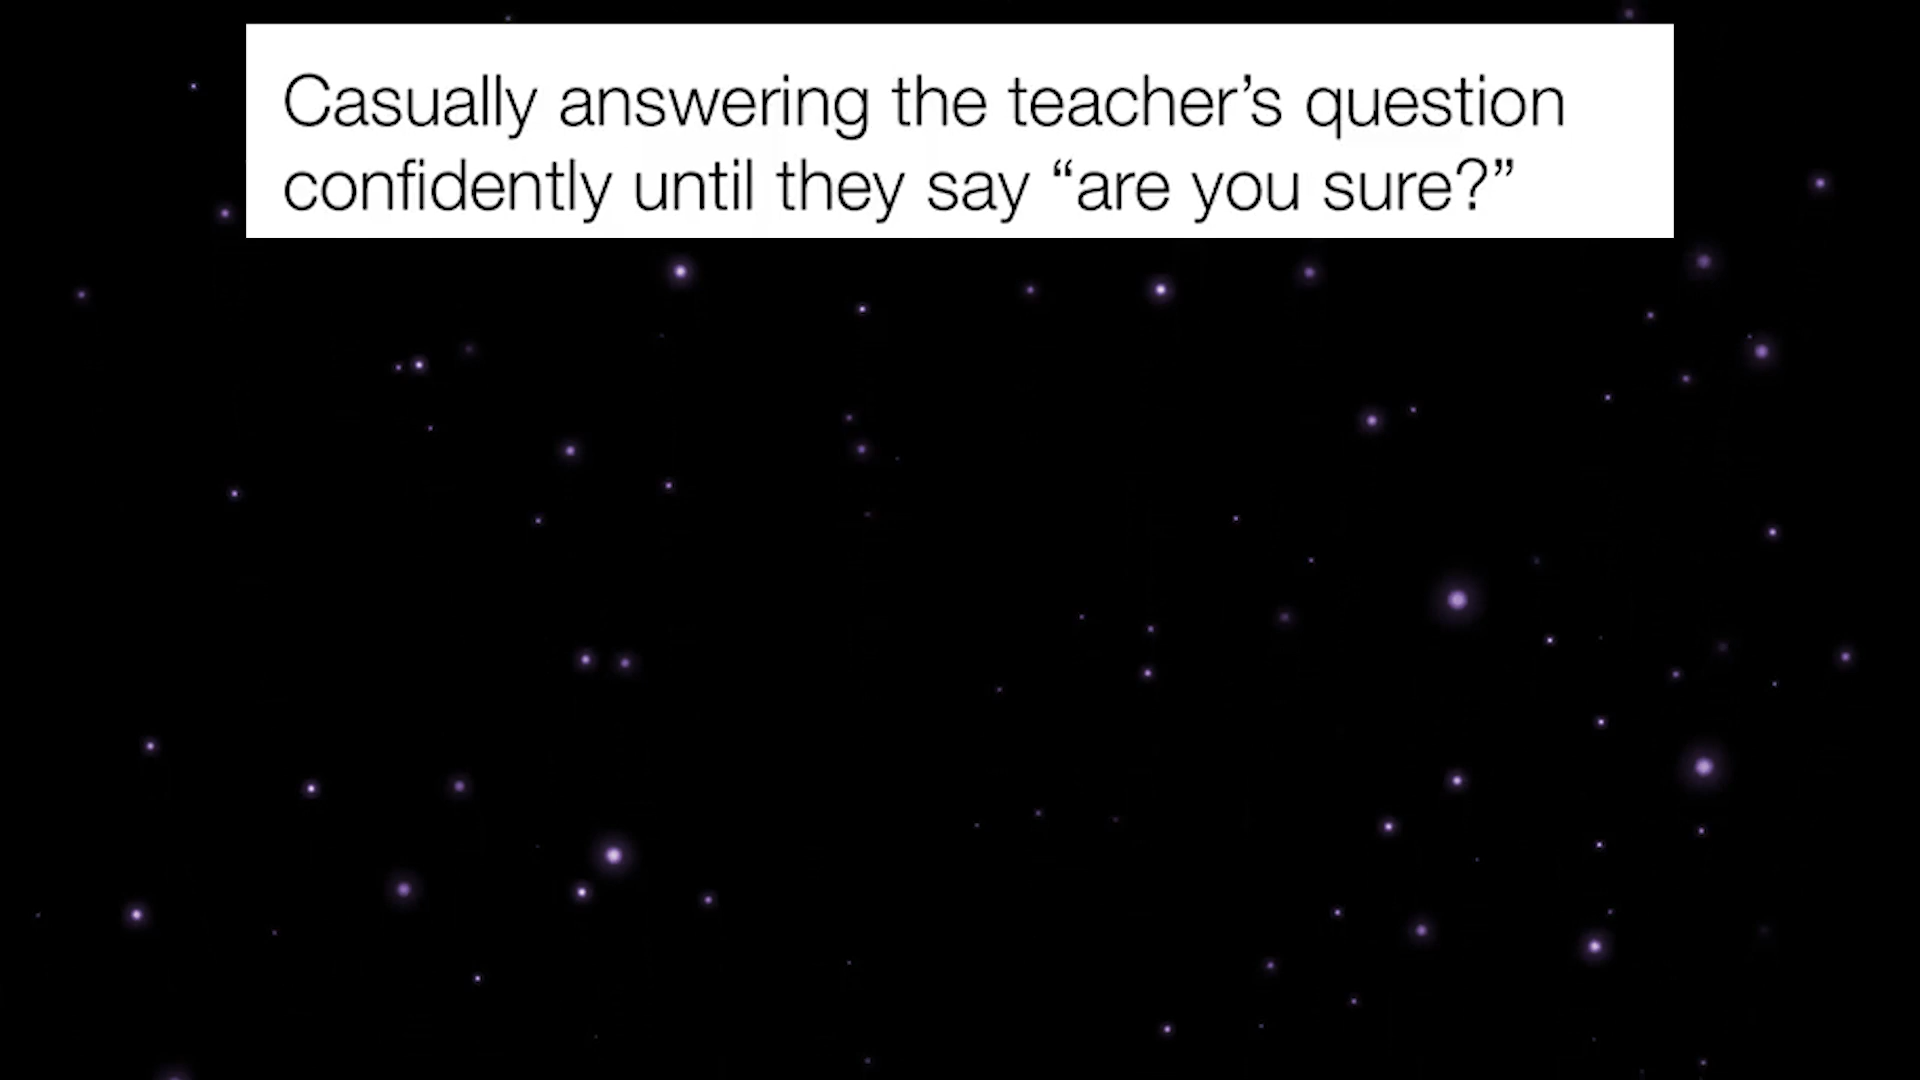 Casually answering the teacher’s question
confidently until they say “are you sure?”